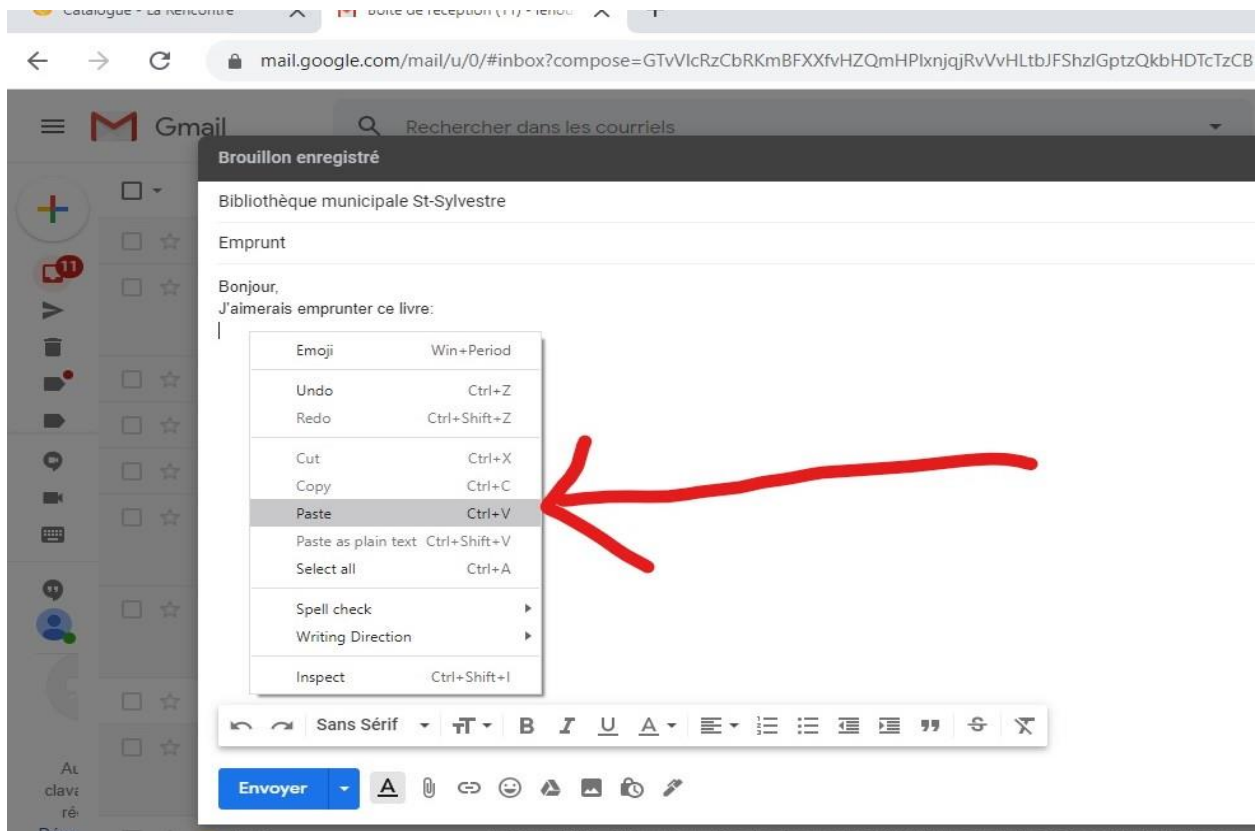 Catalogue - La Rencontre
Boîte de réception (11) -
mail.google.com/mail/u/0/#inbox?compose=GTvVlcRzCbRKmBFXXfvHZQmHPlxnjqjRvVvHLtbJFShzlGptzQkbHDTcTzCB
Gmail
Rechercher dans les courriels
Brouillon enregistré
Bibliothèque municipale St-Sylvestre
Emprunt
11
Bonjour,
J'aimerais emprunter ce livre:
Emoji Win+Period
Undo Ctrl+Z
Redo Ctrl+Shift+Z
Cut Ctrl+X
Copy Ctrl+C
Paste Ctrl+V
Paste as plain text Ctrl+Shift+V
Select all Ctrl+A
Spell check
Writing Direction
Inspect Ctrl+Shift+I
Sans Sérif
Au
clava
ré
Envoyer